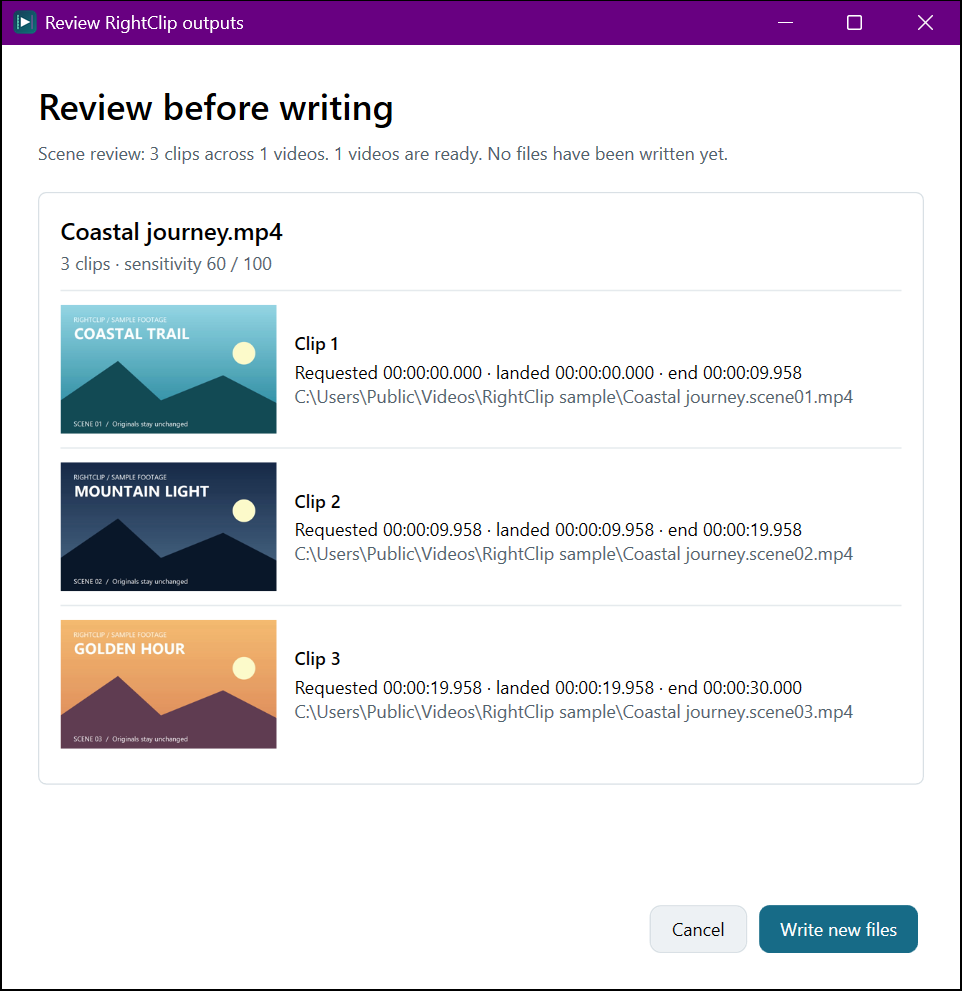 Review RightClip outputs
Review before writing
Scene review: 3 clips across 1 videos. 1 videos are ready. No files have been written yet.
Coastal journey.mp4
3 clips · sensitivity 60 / 100
RIGHTCLIP / SAMPLE FOOTAGE
COASTAL TRAIL
SCENE 01 / Originals stay unchanged
Clip 1
Requested 00:00:00.000 · landed 00:00:00.000 · end 00:00:09.958
C:\Users\Public\Videos\RightClip sample\Coastal journey.scene01.mp4
RIGHTCLIP / SAMPLE FOOTAGE
MOUNTAIN LIGHT
SCENE 02 / Originals stay unchanged
Clip 2
Requested 00:00:09.958 · landed 00:00:09.958 · end 00:00:19.958
C:\Users\Public\Videos\RightClip sample\Coastal journey.scene02.mp4
RIGHTCLIP / SAMPLE FOOTAGE
GOLDEN HOUR
SCENE 03 / Originals stay unchanged
Clip 3
Requested 00:00:19.958 · landed 00:00:19.958 · end 00:00:30.000
C:\Users\Public\Videos\RightClip sample\Coastal journey.scene03.mp4
Cancel
Write new files